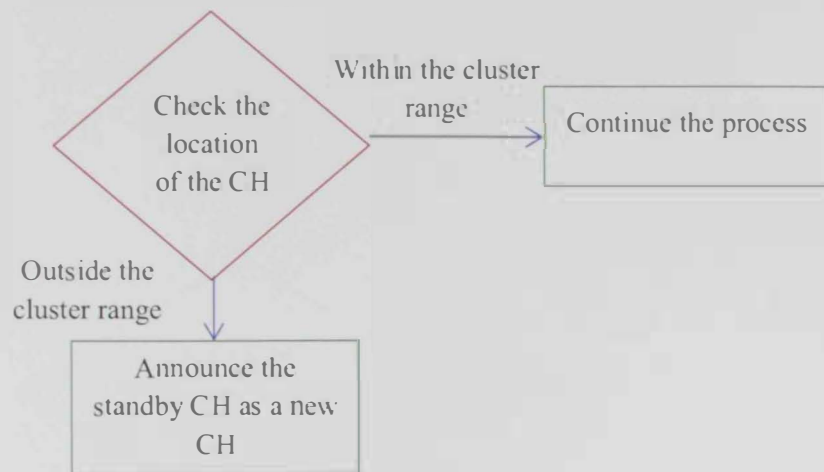 Check the
location
of the CH
Within the cluster
range
Continue the process
Outside the
cluster range
Announce the
standby CH as a new
CH